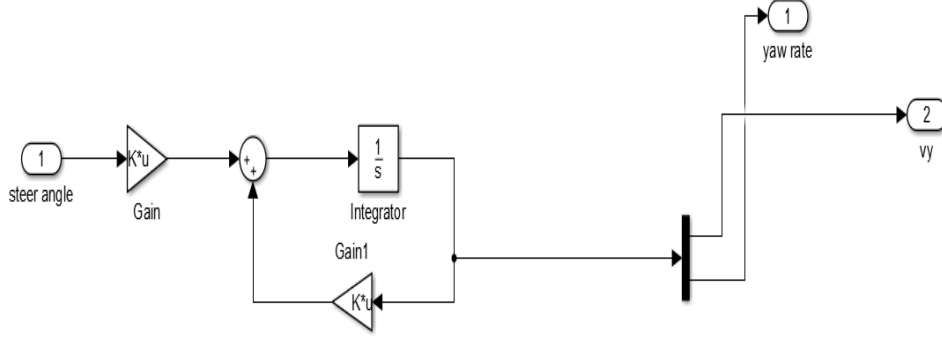 1
yaw rate
2
vy
1
steer angle
K*u
Gain
+
+
1
s
Integrator
Gain1
K*u